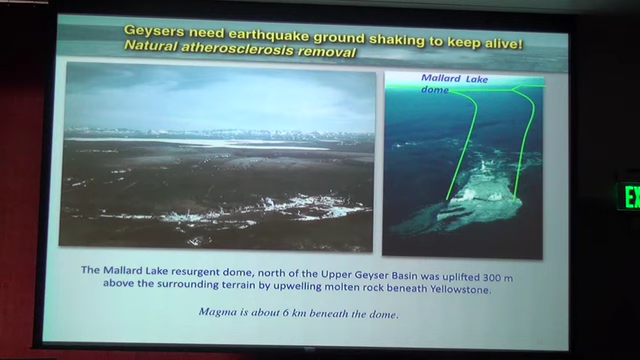 Geysers need earthquake ground shaking to keep alive!
Natural atherosclerosis removal
Mallard Lake
dome
The Mallard Lake resurgent dome, north of the Upper Geyser Basin was uplifted 300 m
above the surrounding terrain by upwelling molten rock beneath Yellowstone.
Magma is about 6 km beneath the dome.